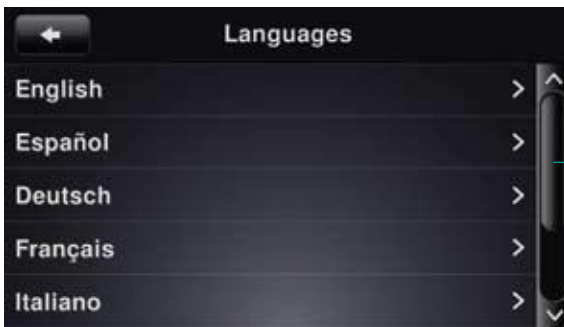 Languages
English
Español
Deutsch
Français
Italiano